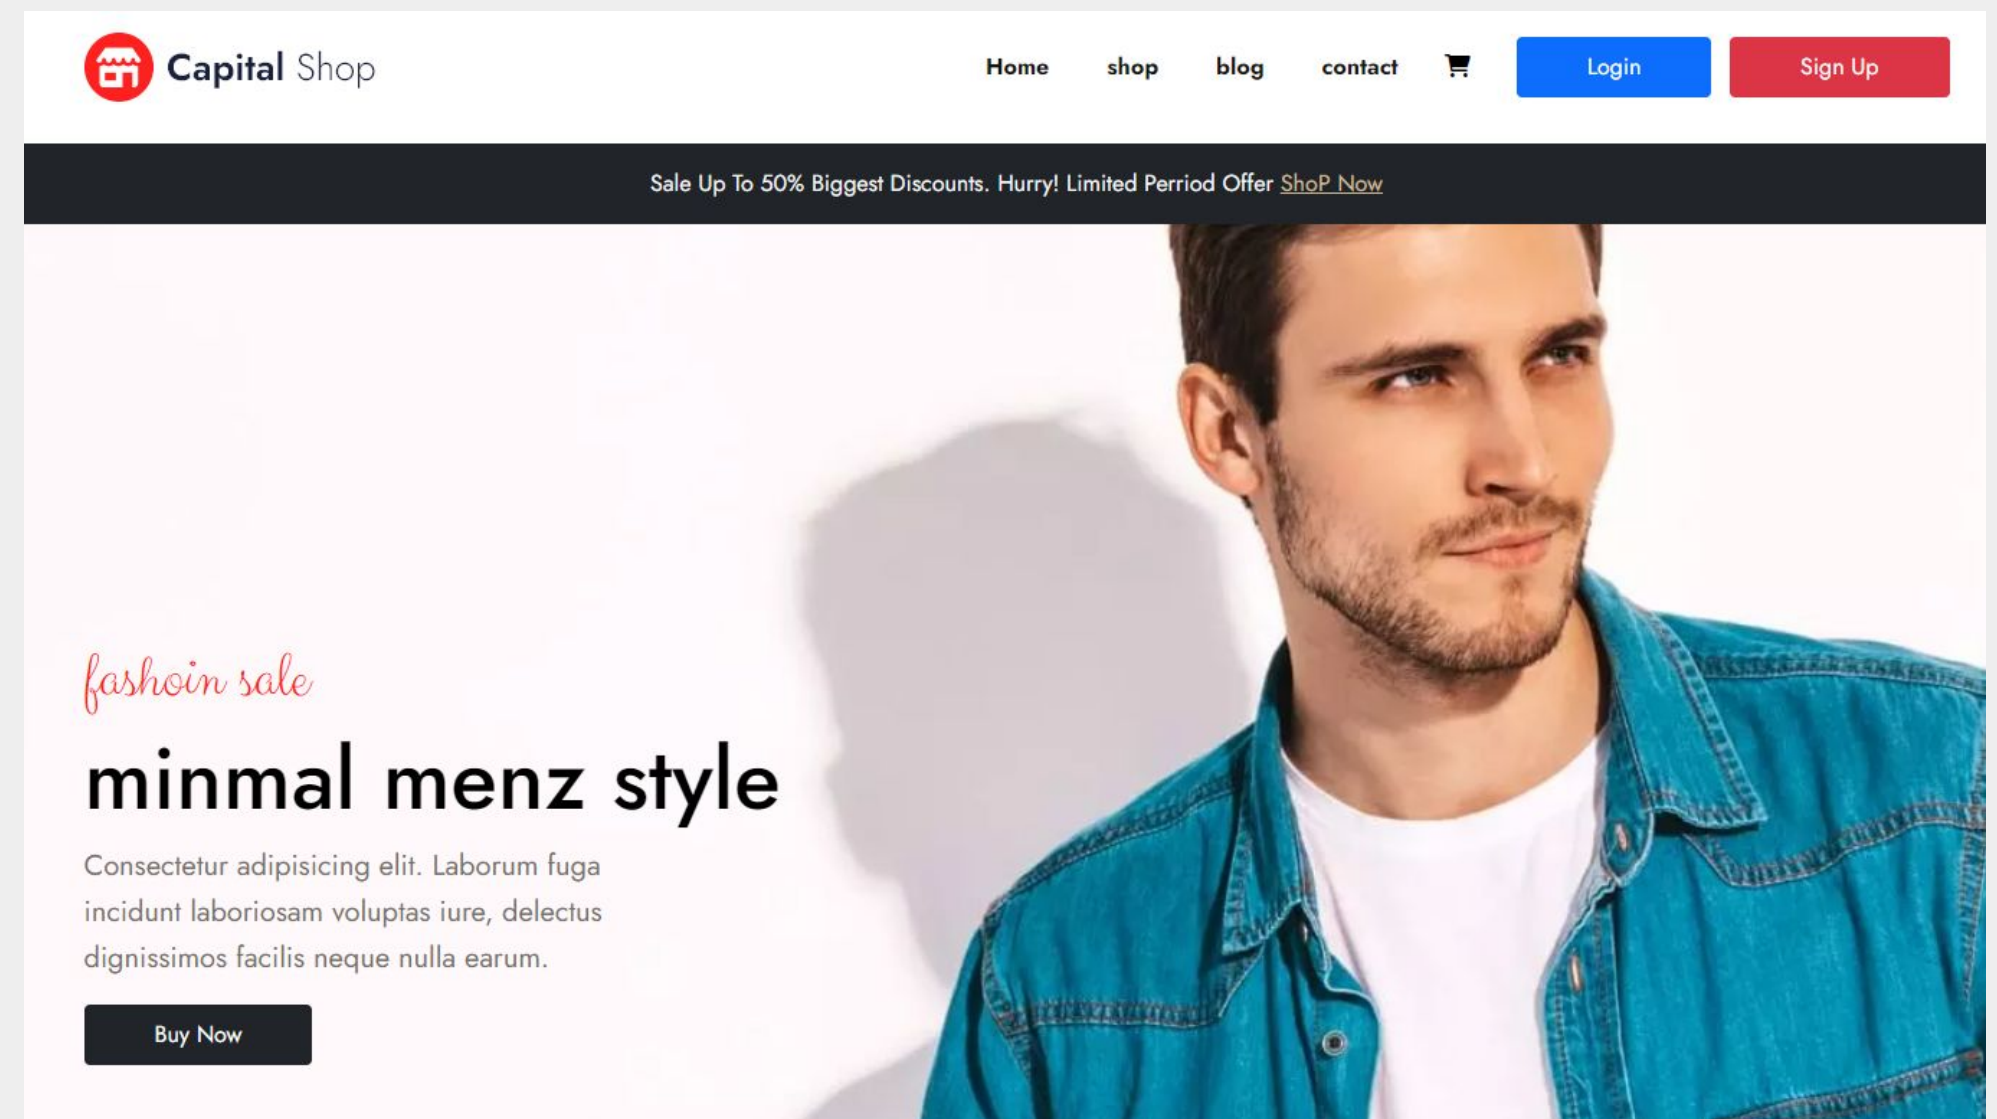 Capital Shop
Home shop blog contact Login Sign Up
Sale Up To 50% Biggest Discounts. Hurry! Limited Perriod Offer ShoP Now
fashoin sale
minmal menz style
Consectetur adipisicing elit. Laborum fuga
incidunt laboriosam voluptas iure, delectus
dignissimos facilis neque nulla earum.
Buy Now